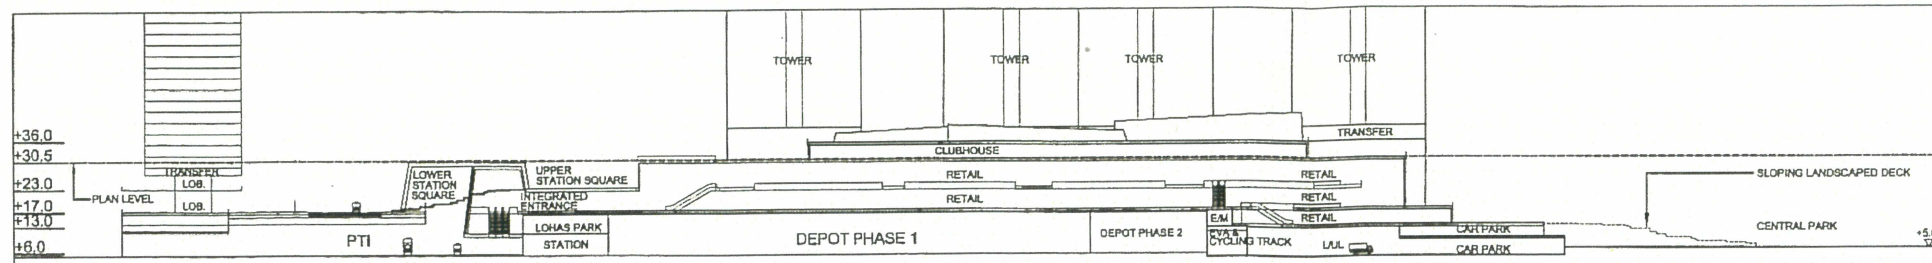 TOWER
TOWER
TOWER
TOWER
+36.0
+30.5
TRANSFER
CLUBHOUSE
TRANSFER
LOB.
LOWER
STATION
SQUARE
UPPER
STATION SQUARE
RETAIL
RETAIL
SLOPING LANDSCAPED DECK
+23.0
PLAN LEVEL
LOB.
INTEGRATED
ENTRANCE
RETAIL
RETAIL
+17.0
+13.0
LOHAS PARK
E/M
RETAIL
CAR PARK
CENTRAL PARK
+6.0
PTI
STATION
DEPOT PHASE 1
DEPOT PHASE 2
EVA &
CYCLING TRACK
L/UL
CAR PARK